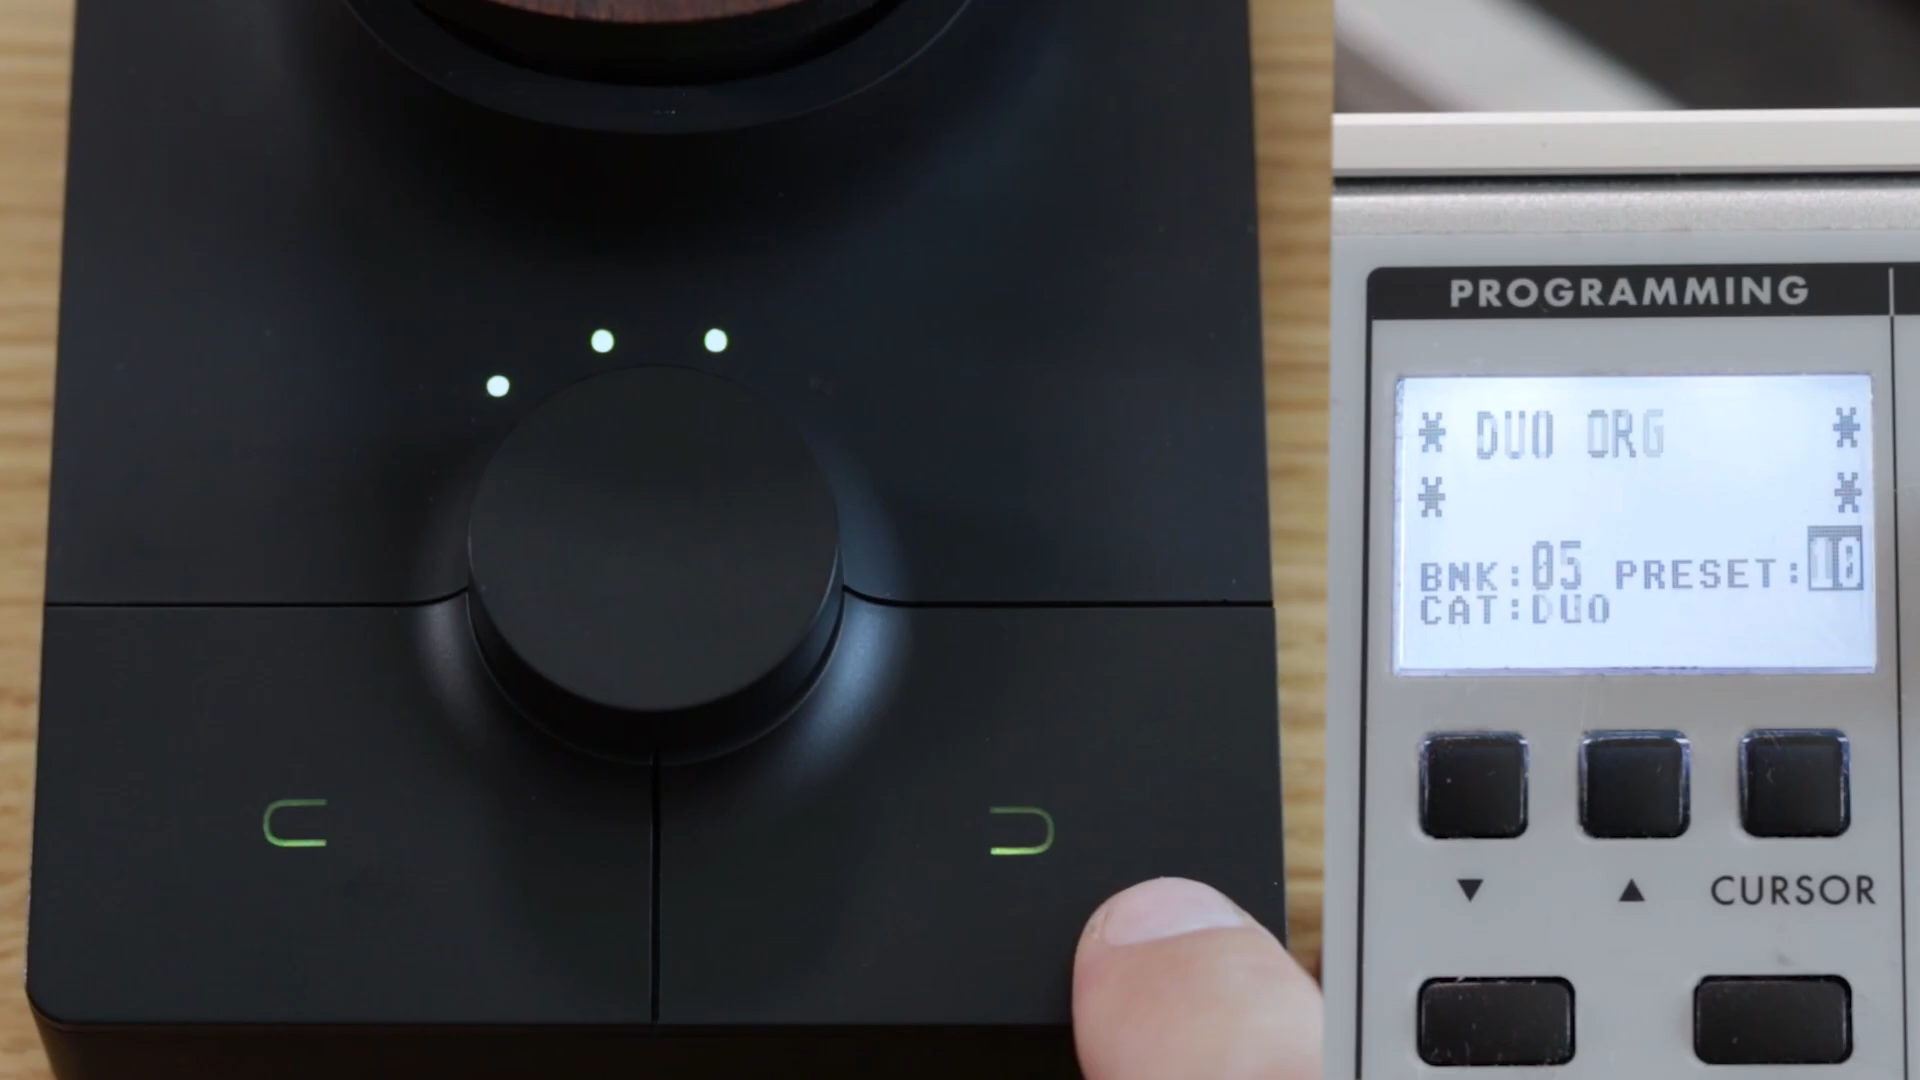 PROGRAMMING
* DUO ORG *
* *
BNK:05 PRESET:10
CAT:DUO
▼ ▲ CURSOR